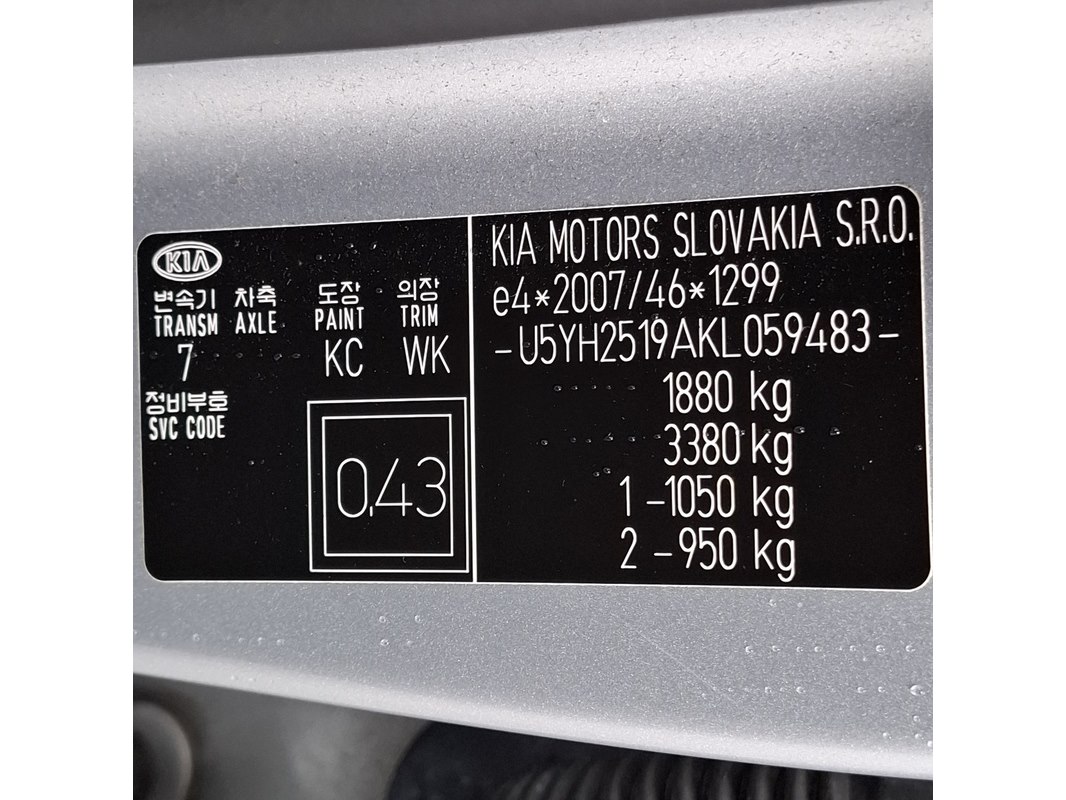 KIA
변속기 차축 도장 의장
TRANSM AXLE PAINT TRIM
7 KC WK
정비부호
SVC CODE
0,43
KIA MOTORS SLOVAKIA S.R.O.
e4*2007/46*1299
-U5YH2519AKL059483-
1880 kg
3380 kg
1 -1050 kg
2 -950 kg